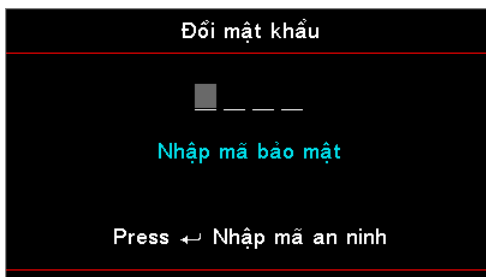 Đổi mật khẩu
_ _ _ _
Nhập mã bảo mật
Press ↵ Nhập mã an ninh